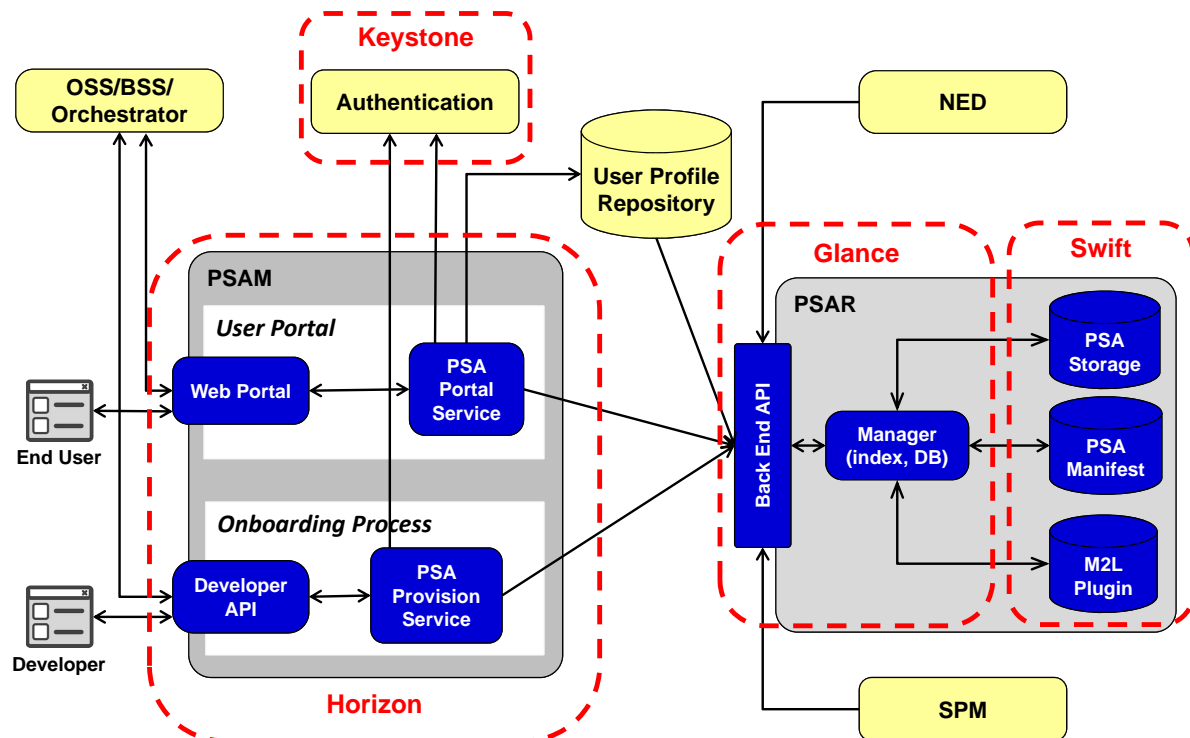 Keystone
OSS/BSS/
Orchestrator
Authentication
NED
User Profile
Repository
Glance
Swift
PSAM
PSAR
User Portal
Web Portal
PSA
Portal
Service
End User
Back End API
Manager
(index, DB)
PSA
Storage
PSA
Manifest
M2L
Plugin
Onboarding Process
Developer
API
PSA
Provision
Service
Developer
Horizon
SPM